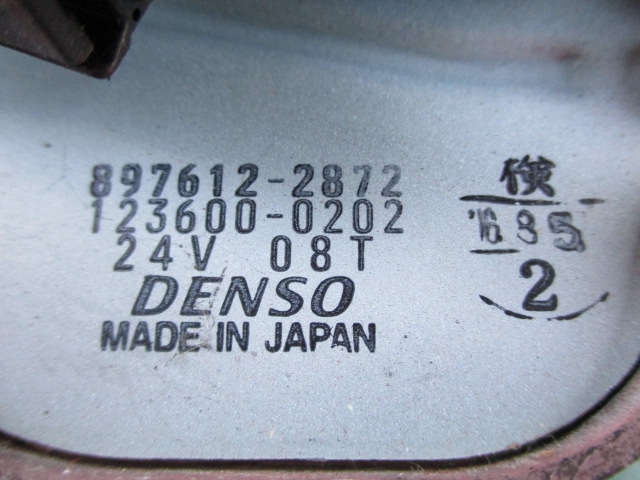 897612-2872
123600-0202
24V 08T
DENSO
MADE IN JAPAN
検
'16.8 5
2